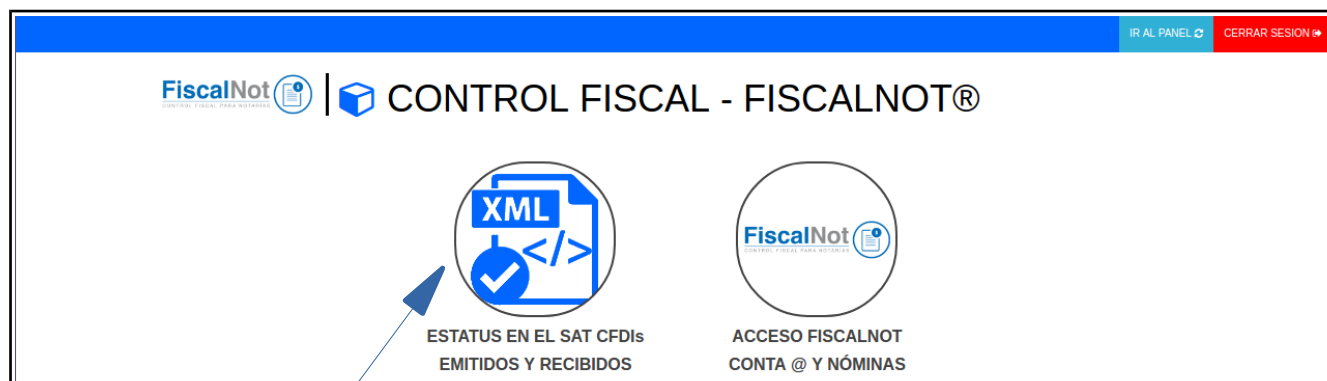 IR AL PANEL CERRAR SESION
FiscalNot CONTROL FISCAL - FISCALNOT®
CONTROL FISCAL PARA NOTARIAS
XML
</>
FiscalNot
CONTROL FISCAL PARA NOTARIAS
ESTATUS EN EL SAT CFDIs
EMITIDOS Y RECIBIDOS
ACCESO FISCALNOT
CONTA @ Y NÓMINAS